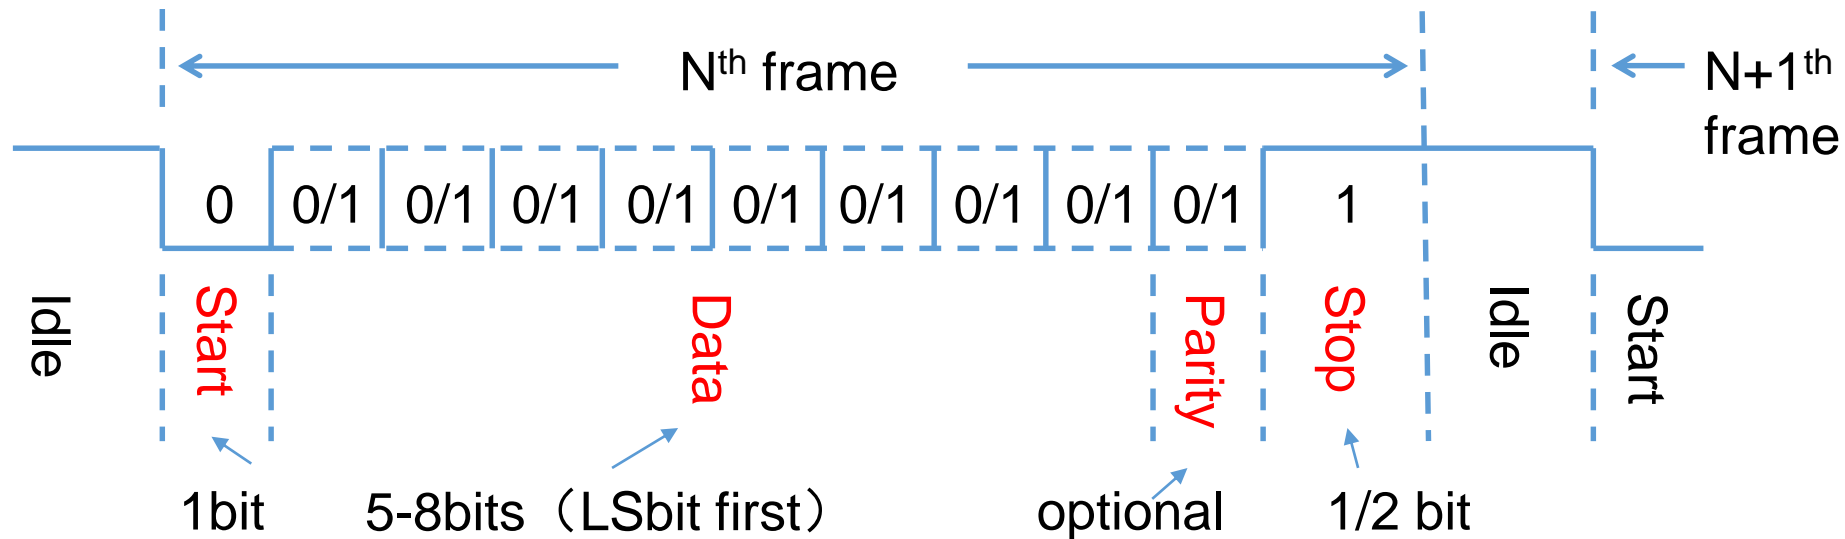 Nth frame
N+1th
frame
0 0/1 0/1 0/1 0/1 0/1 0/1 0/1 0/1 0/1 1
Idle Start Data Parity Stop Idle Start
1bit 5-8bits（LSbit first） optional 1/2 bit